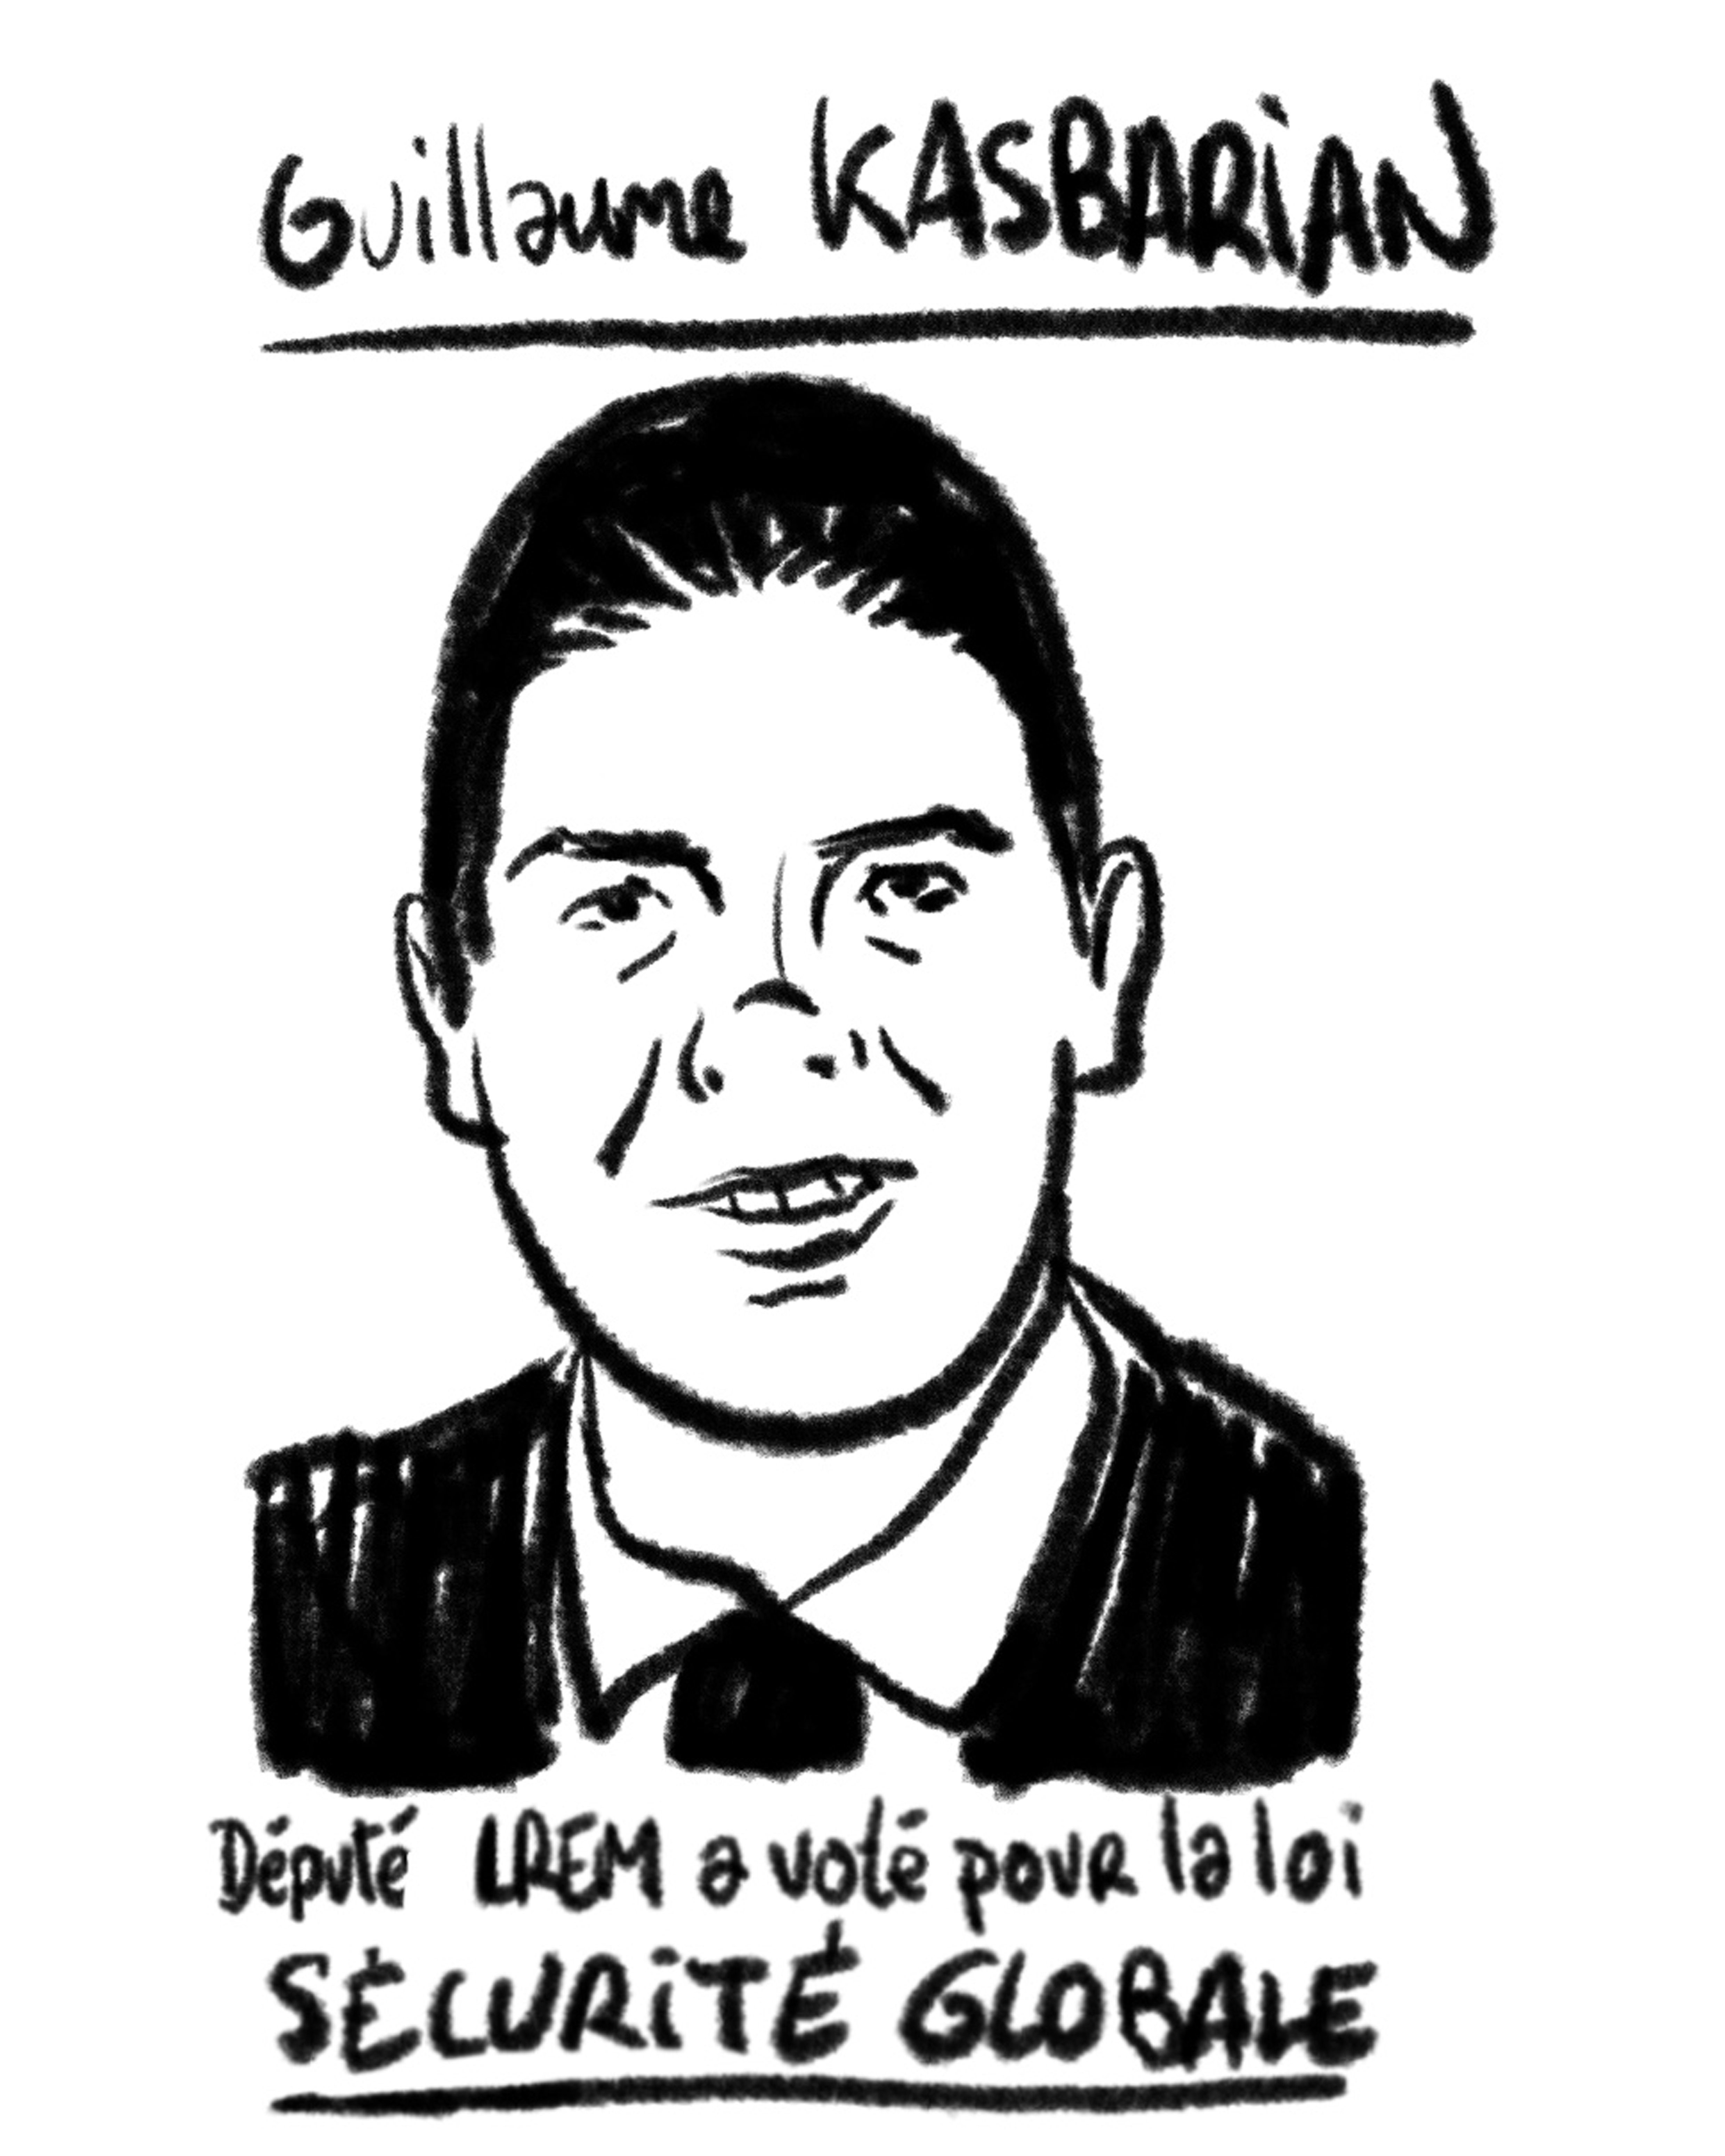 Guillaume KASBARiAN
Député LREM a voté pour la loi
SÉCURiTÉ GLOBALE